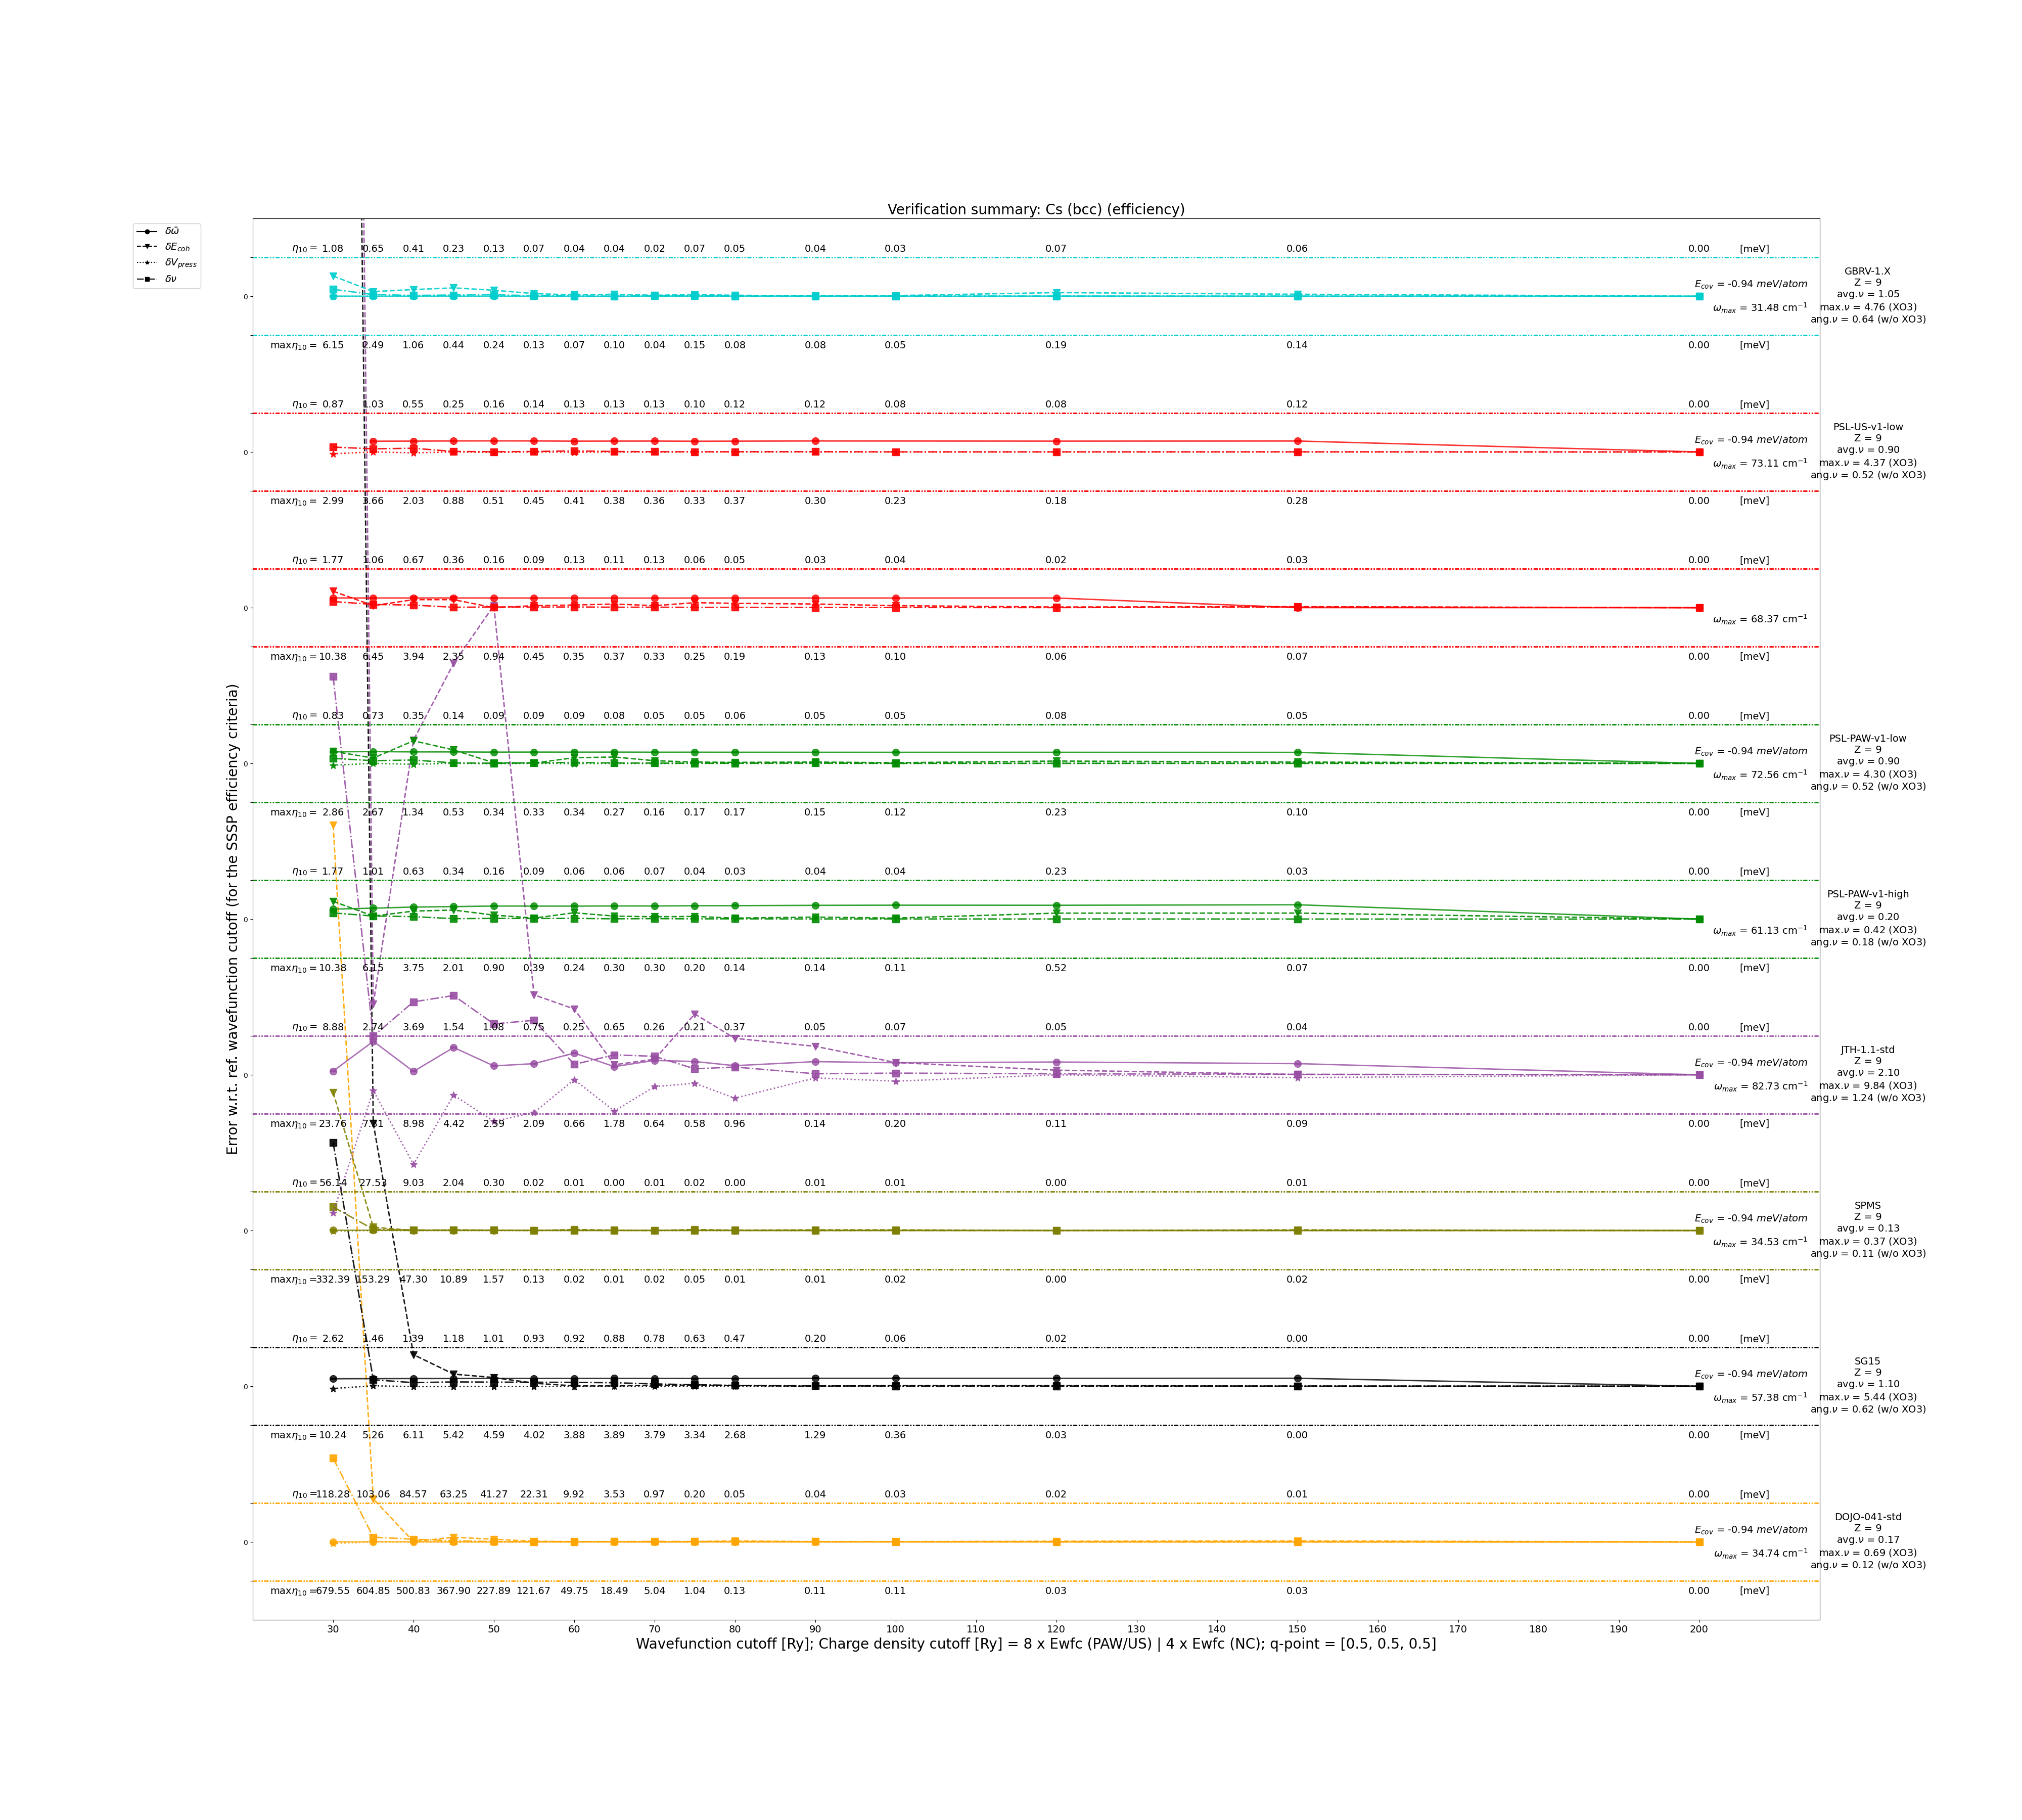 Verification summary: Cs (bcc) (efficiency)
δω̄
δE_coh
δV_press
δν
Error w.r.t. ref. wavefunction cutoff (for the SSSP efficiency criteria)
η₁₀ = 1.08 0.65 0.41 0.23 0.13 0.07 0.04 0.04 0.02 0.07 0.05 0.04 0.03 0.07 0.06 0.00 [meV]
0
E_cov = -0.94 meV/atom
ω_max = 31.48 cm⁻¹
maxη₁₀ = 6.15 2.49 1.06 0.44 0.24 0.13 0.07 0.10 0.04 0.15 0.08 0.08 0.05 0.19 0.14 0.00 [meV]
GBRV-1.X
Z = 9
avg.ν = 1.05
max.ν = 4.76 (XO3)
ang.ν = 0.64 (w/o XO3)
η₁₀ = 0.87 1.03 0.55 0.25 0.16 0.14 0.13 0.13 0.13 0.10 0.12 0.12 0.08 0.08 0.12 0.00 [meV]
0
E_cov = -0.94 meV/atom
ω_max = 73.11 cm⁻¹
maxη₁₀ = 2.99 3.66 2.03 0.88 0.51 0.45 0.41 0.38 0.36 0.33 0.37 0.30 0.23 0.18 0.28 0.00 [meV]
PSL-US-v1-low
Z = 9
avg.ν = 0.90
max.ν = 4.37 (XO3)
ang.ν = 0.52 (w/o XO3)
η₁₀ = 1.77 1.06 0.67 0.36 0.16 0.09 0.13 0.11 0.13 0.06 0.05 0.03 0.04 0.02 0.03 0.00 [meV]
0
ω_max = 68.37 cm⁻¹
maxη₁₀ = 10.38 6.45 3.94 2.35 0.94 0.45 0.35 0.37 0.33 0.25 0.19 0.13 0.10 0.06 0.07 0.00 [meV]
η₁₀ = 0.83 0.73 0.35 0.14 0.09 0.09 0.09 0.08 0.05 0.05 0.06 0.05 0.05 0.08 0.05 0.00 [meV]
0
E_cov = -0.94 meV/atom
ω_max = 72.56 cm⁻¹
maxη₁₀ = 2.86 2.67 1.34 0.53 0.34 0.33 0.34 0.27 0.16 0.17 0.17 0.15 0.12 0.23 0.10 0.00 [meV]
PSL-PAW-v1-low
Z = 9
avg.ν = 0.90
max.ν = 4.30 (XO3)
ang.ν = 0.52 (w/o XO3)
η₁₀ = 1.77 1.01 0.63 0.34 0.16 0.09 0.06 0.06 0.07 0.04 0.03 0.04 0.04 0.23 0.03 0.00 [meV]
0
ω_max = 61.13 cm⁻¹
maxη₁₀ = 10.38 6.15 3.75 2.01 0.90 0.39 0.24 0.30 0.30 0.20 0.14 0.14 0.11 0.52 0.07 0.00 [meV]
PSL-PAW-v1-high
Z = 9
avg.ν = 0.20
max.ν = 0.42 (XO3)
ang.ν = 0.18 (w/o XO3)
η₁₀ = 8.88 2.74 3.69 1.54 1.08 0.75 0.25 0.65 0.26 0.21 0.37 0.05 0.07 0.05 0.04 0.00 [meV]
0
E_cov = -0.94 meV/atom
ω_max = 82.73 cm⁻¹
maxη₁₀ = 23.76 8.98 4.42 2.59 2.09 0.66 1.78 0.64 0.58 0.96 0.14 0.20 0.11 0.09 0.00 [meV]
JTH-1.1-std
Z = 9
avg.ν = 2.10
max.ν = 9.84 (XO3)
ang.ν = 1.24 (w/o XO3)
η₁₀ = 56.14 27.53 9.03 2.04 0.30 0.02 0.01 0.00 0.01 0.02 0.00 0.01 0.01 0.00 0.01 0.00 [meV]
0
E_cov = -0.94 meV/atom
ω_max = 34.53 cm⁻¹
maxη₁₀ =332.39 153.29 47.30 10.89 1.57 0.13 0.02 0.01 0.02 0.05 0.01 0.01 0.02 0.00 0.02 0.00 [meV]
SPMS
Z = 9
avg.ν = 0.13
max.ν = 0.37 (XO3)
ang.ν = 0.11 (w/o XO3)
η₁₀ = 2.62 1.46 1.39 1.18 1.01 0.93 0.92 0.88 0.78 0.63 0.47 0.20 0.06 0.02 0.00 0.00 [meV]
0
E_cov = -0.94 meV/atom
ω_max = 57.38 cm⁻¹
maxη₁₀ = 10.24 5.26 6.11 5.42 4.59 4.02 3.88 3.89 3.79 3.34 2.68 1.29 0.36 0.03 0.00 0.00 [meV]
SG15
Z = 9
avg.ν = 1.10
max.ν = 5.44 (XO3)
ang.ν = 0.62 (w/o XO3)
η₁₀ =118.28 103.06 84.57 63.25 41.27 22.31 9.92 3.53 0.97 0.20 0.05 0.04 0.03 0.02 0.01 0.00 [meV]
0
E_cov = -0.94 meV/atom
ω_max = 34.74 cm⁻¹
maxη₁₀ =679.55 604.85 500.83 367.90 227.89 121.67 49.75 18.49 5.04 1.04 0.13 0.11 0.11 0.03 0.03 0.00 [meV]
DOJO-041-std
Z = 9
avg.ν = 0.17
max.ν = 0.69 (XO3)
ang.ν = 0.12 (w/o XO3)
30 40 50 60 70 80 90 100 110 120 130 140 150 160 170 180 190 200
Wavefunction cutoff [Ry]; Charge density cutoff [Ry] = 8 x Ewfc (PAW/US) | 4 x Ewfc (NC); q-point = [0.5, 0.5, 0.5]